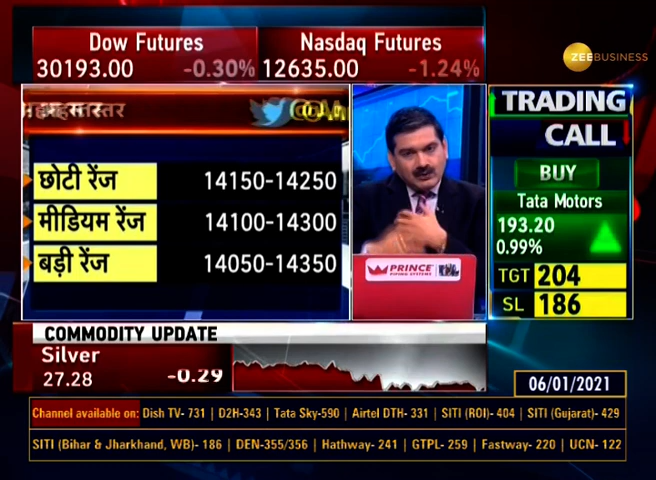 Dow Futures
30193.00 -0.30%
Nasdaq Futures
12635.00 -1.24%
ZEEBUSINESS
छोटी रेंज 14150-14250
मीडियम रेंज 14100-14300
बड़ी रेंज 14050-14350
PRINCE
PIPING SYSTEMS
TRADING
CALL
BUY
Tata Motors
193.20
0.99%
TGT 204
SL 186
COMMODITY UPDATE
Silver
27.28 -0.29
06/01/2021
Channel available on:- Dish TV- 731 | D2H-343 | Tata Sky-590 | Airtel DTH- 331 | SITI (ROI)- 404 | SITI (Gujarat)- 429
SITI (Bihar & Jharkhand, WB)- 186 | DEN-355/356 | Hathway- 241 | GTPL- 259 | Fastway- 220 | UCN- 122